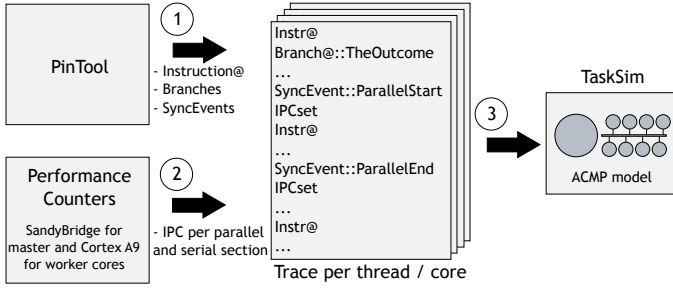 PinTool
1
- Instruction@
- Branches
- SyncEvents
Performance
Counters
SandyBridge for
master and Cortex A9
for worker cores
2
- IPC per parallel
and serial section
Instr@
Branch@::TheOutcome
...
SyncEvent::ParallelStart
IPCset
Instr@
...
SyncEvent::ParallelEnd
IPCset
...
Instr@
...
Trace per thread / core
3
TaskSim
ACMP model